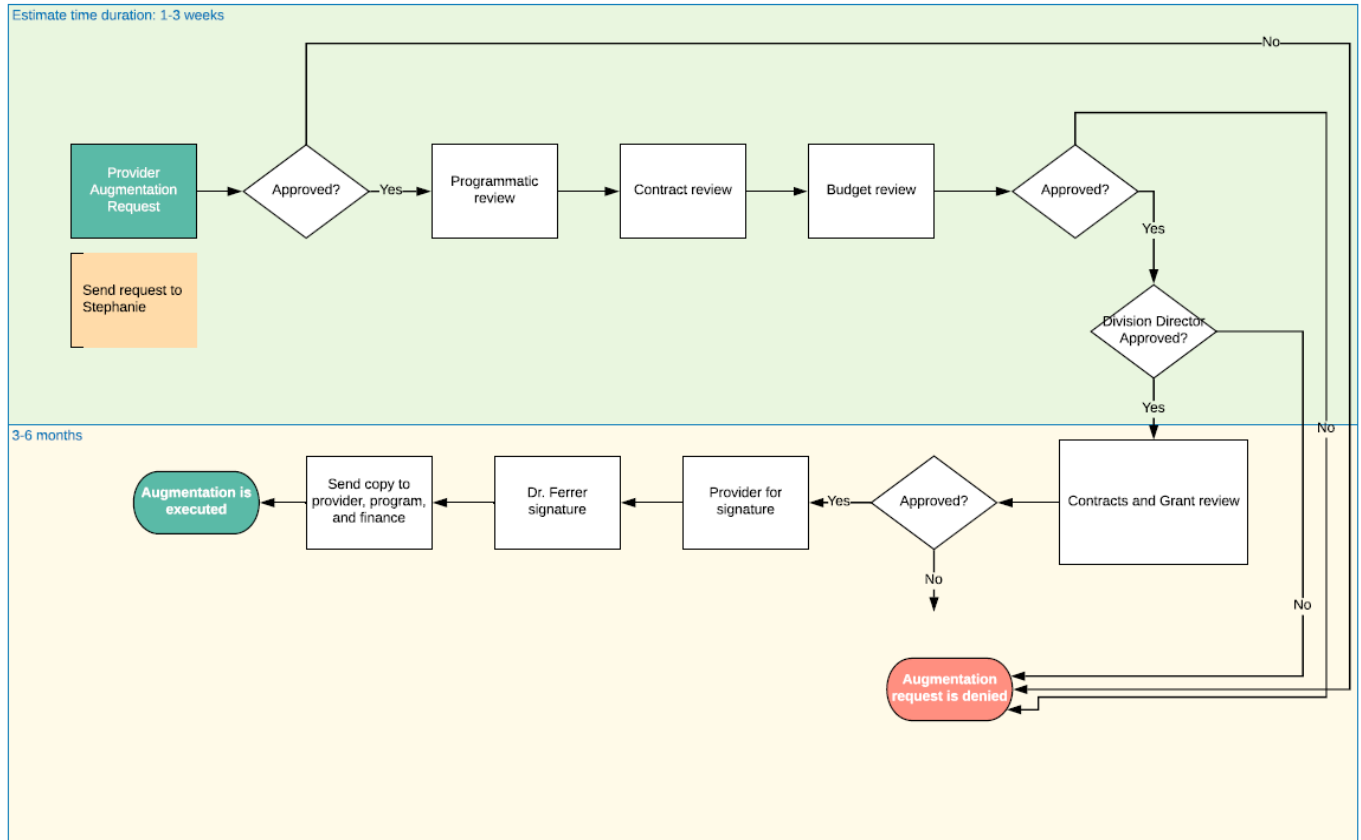 Estimate time duration: 1-3 weeks
No
Provider
Augmentation
Request
Approved?
Yes
Programmatic
review
Contract review
Budget review
Approved?
Yes
Send request to
Stephanie
Division Director
Approved?
Yes
No
3-6 months
Augmentation is
executed
Send copy to
provider, program,
and finance
Dr. Ferrer
signature
Provider for
signature
Yes
Approved?
Contracts and Grant review
No
No
Augmentation
request is denied